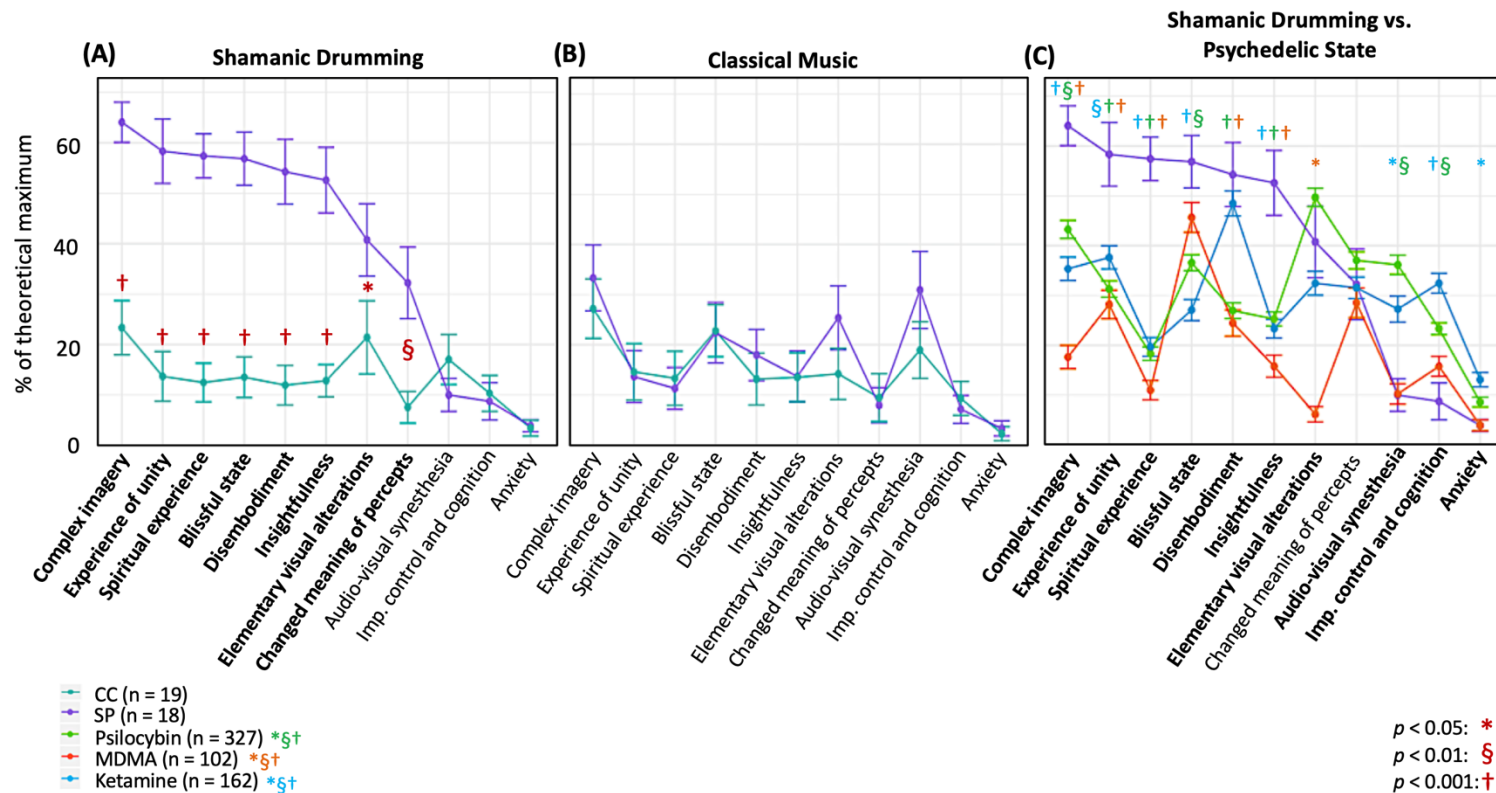 (A)
Shamanic Drumming
(B)
Classical Music
(C)
Shamanic Drumming vs.
Psychedelic State
% of theoretical maximum
60
40
20
0
†
†
†
†
†
†
*
§
†§†
§††
†††
†§
††
†††
*
*§
†§
*
Complex imagery
Experience of unity
Spiritual experience
Blissful state
Disembodiment
Insightfulness
Elementary visual alterations
Changed meaning of percepts
Audio-visual synesthesia
Imp. control and cognition
Anxiety
Complex imagery
Experience of unity
Spiritual experience
Blissful state
Disembodiment
Insightfulness
Elementary visual alterations
Changed meaning of percepts
Audio-visual synesthesia
Imp. control and cognition
Anxiety
Complex imagery
Experience of unity
Spiritual experience
Blissful state
Disembodiment
Insightfulness
Elementary visual alterations
Changed meaning of percepts
Audio-visual synesthesia
Imp. control and cognition
Anxiety
CC (n = 19)
SP (n = 18)
Psilocybin (n = 327) *§†
MDMA (n = 102) *§†
Ketamine (n = 162) *§†
p < 0.05: *
p < 0.01: §
p < 0.001: †